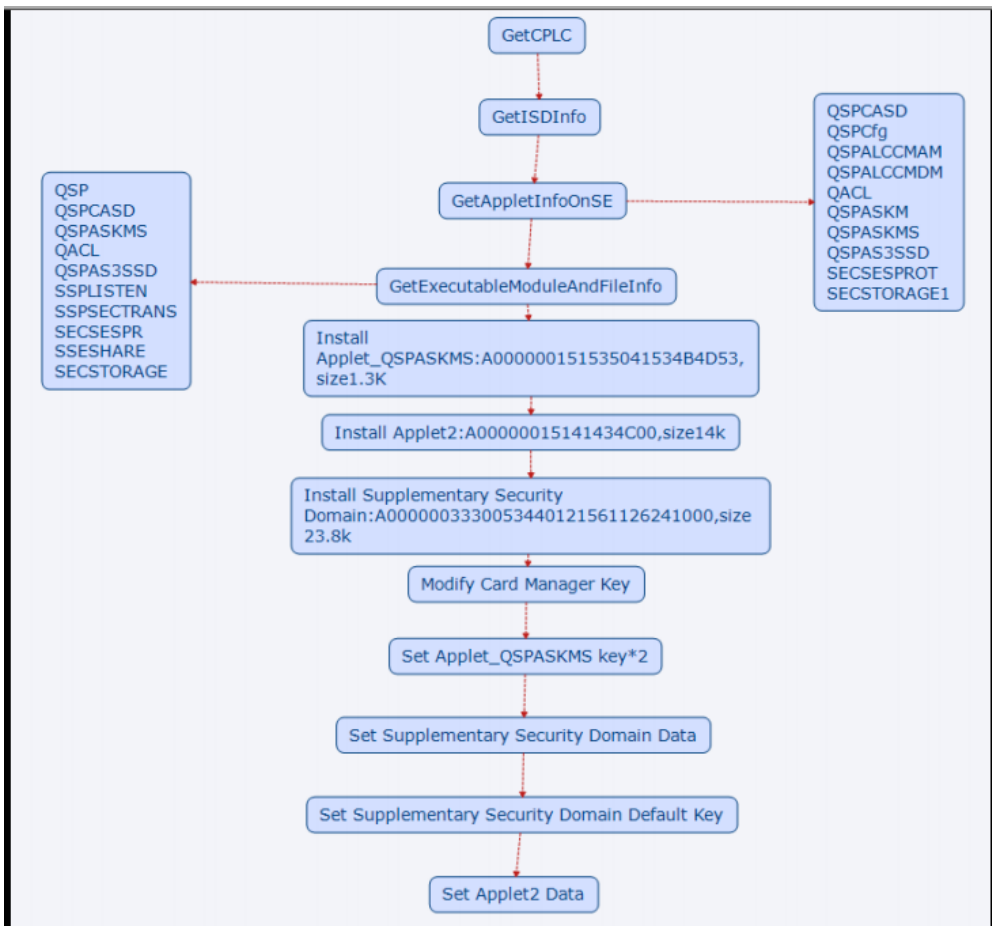 GetCPLC
GetISDInfo
GetAppletInfoOnSE
QSPCASD
QSPCfg
QSPALCCMAM
QSPALCCMDM
QACL
QSPASKM
QSPASKMS
QSPAS3SSD
SECSESPROT
SECSTORAGE1
GetExecutableModuleAndFileInfo
QSP
QSPCASD
QSPASKMS
QACL
QSPAS3SSD
SSPLISTEN
SSPSECTRANS
SECSESPR
SSESHARE
SECSTORAGE
Install
Applet_QSPASKMS:A000000151535041534B4D53,
size1.3K
Install Applet2:A00000015141434C00,size14k
Install Supplementary Security
Domain:A0000003330053440121561126241000,size
23.8k
Modify Card Manager Key
Set Applet_QSPASKMS key*2
Set Supplementary Security Domain Data
Set Supplementary Security Domain Default Key
Set Applet2 Data